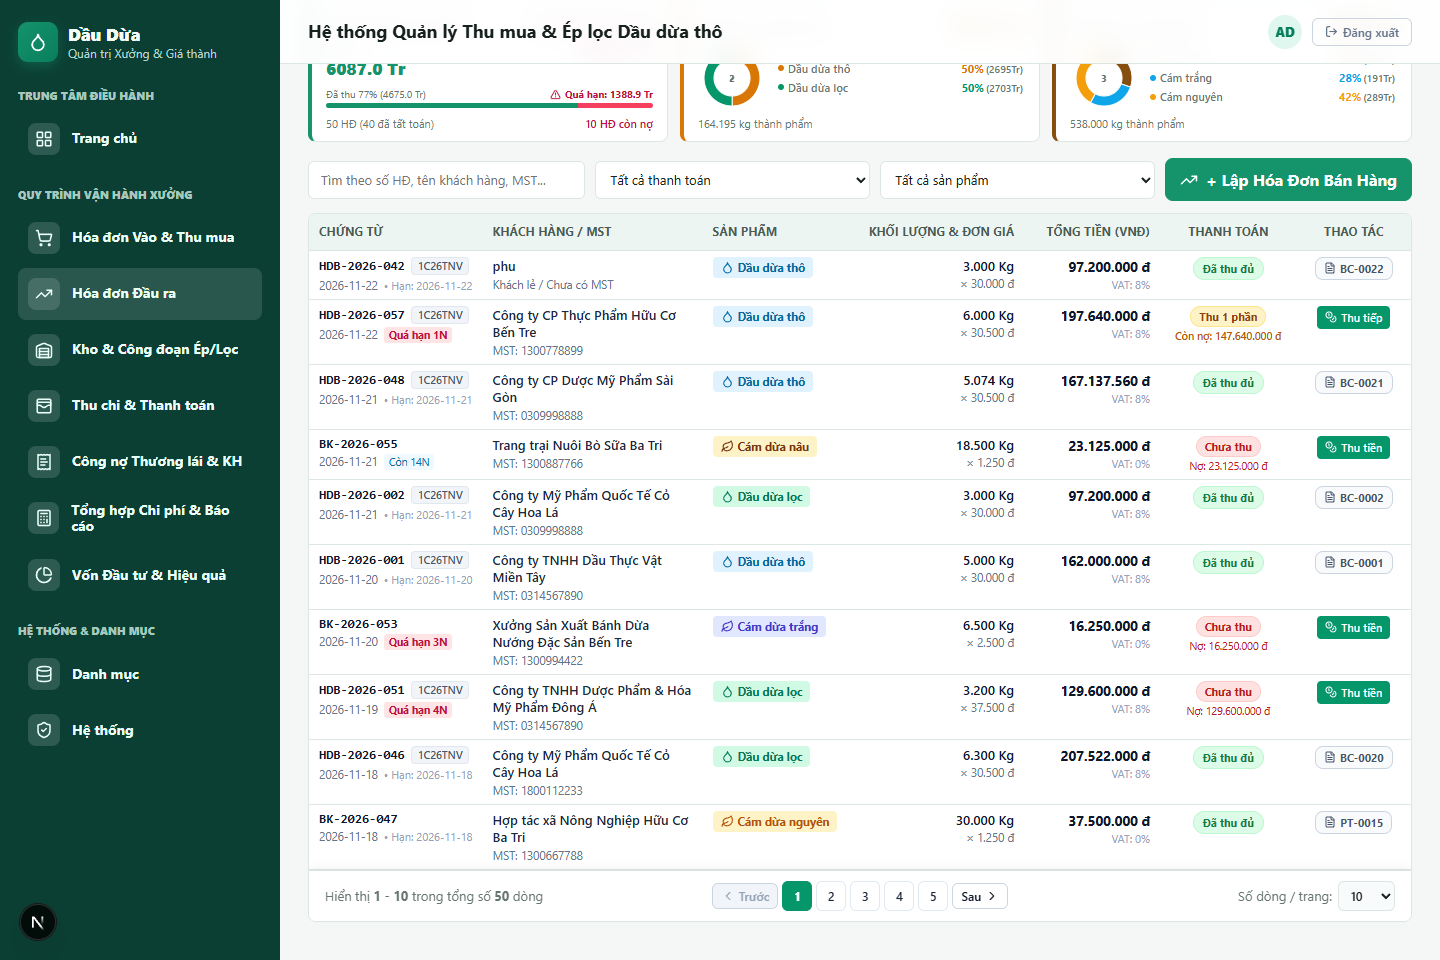 Dầu Dừa
Quản trị Xưởng & Giá thành
TRUNG TÂM ĐIỀU HÀNH
Trang chủ
QUY TRÌNH VẬN HÀNH XƯỞNG
Hóa đơn Vào & Thu mua
Hóa đơn Đầu ra
Kho & Công đoạn Ép/Lọc
Thu chi & Thanh toán
Công nợ Thương lái & KH
Tổng hợp Chi phí & Báo
cáo
Vốn Đầu tư & Hiệu quả
HỆ THỐNG & DANH MỤC
Danh mục
Hệ thống
N
Hệ thống Quản lý Thu mua & Ép lọc Dầu dừa thô
AD
Đăng xuất
6087.0 Tr
Đã thu 77% (4675.0 Tr)
Quá hạn: 1388.9 Tr
50 HĐ (40 đã tất toán)
10 HĐ còn nợ
2
Dầu dừa thô
50% (2695Tr)
Dầu dừa lọc
50% (2703Tr)
164.195 kg thành phẩm
3
Cám trắng
28% (191Tr)
Cám nguyên
42% (289Tr)
538.000 kg thành phẩm
Tìm theo số HĐ, tên khách hàng, MST...
Tất cả thanh toán
Tất cả sản phẩm
+ Lập Hóa Đơn Bán Hàng
CHỨNG TỪ
KHÁCH HÀNG / MST
SẢN PHẨM
KHỐI LƯỢNG & ĐƠN GIÁ
TỔNG TIỀN (VNĐ)
THANH TOÁN
THAO TÁC
HDB-2026-042 1C26TNV
2026-11-22 • Hạn: 2026-11-22
phu
Khách lẻ / Chưa có MST
Dầu dừa thô
3.000 Kg
× 30.000 đ
97.200.000 đ
VAT: 8%
Đã thu đủ
BC-0022
HDB-2026-057 1C26TNV
2026-11-22 Quá hạn 1N
Công ty CP Thực Phẩm Hữu Cơ
Bến Tre
MST: 1300778899
Dầu dừa thô
6.000 Kg
× 30.500 đ
197.640.000 đ
VAT: 8%
Thu 1 phần
Còn nợ: 147.640.000 đ
Thu tiếp
HDB-2026-048 1C26TNV
2026-11-21 • Hạn: 2026-11-21
Công ty CP Dược Mỹ Phẩm Sài
Gòn
MST: 0309998888
Dầu dừa thô
5.074 Kg
× 30.500 đ
167.137.560 đ
VAT: 8%
Đã thu đủ
BC-0021
BK-2026-055
2026-11-21 Còn 14N
Trang trại Nuôi Bò Sữa Ba Tri
MST: 1300887766
Cám dừa nâu
18.500 Kg
× 1.250 đ
23.125.000 đ
VAT: 0%
Chưa thu
Nợ: 23.125.000 đ
Thu tiền
HDB-2026-002 1C26TNV
2026-11-21 • Hạn: 2026-11-21
Công ty Mỹ Phẩm Quốc Tế Cỏ
Cây Hoa Lá
MST: 0309998888
Dầu dừa lọc
3.000 Kg
× 30.000 đ
97.200.000 đ
VAT: 8%
Đã thu đủ
BC-0002
HDB-2026-001 1C26TNV
2026-11-20 • Hạn: 2026-11-20
Công ty TNHH Dầu Thực Vật
Miền Tây
MST: 0314567890
Dầu dừa thô
5.000 Kg
× 30.000 đ
162.000.000 đ
VAT: 8%
Đã thu đủ
BC-0001
BK-2026-053
2026-11-20 Quá hạn 3N
Xưởng Sản Xuất Bánh Dừa
Nướng Đặc Sản Bến Tre
MST: 1300994422
Cám dừa trắng
6.500 Kg
× 2.500 đ
16.250.000 đ
VAT: 0%
Chưa thu
Nợ: 16.250.000 đ
Thu tiền
HDB-2026-051 1C26TNV
2026-11-19 Quá hạn 4N
Công ty TNHH Dược Phẩm & Hóa
Mỹ Phẩm Đông Á
MST: 0314567890
Dầu dừa lọc
3.200 Kg
× 37.500 đ
129.600.000 đ
VAT: 8%
Chưa thu
Nợ: 129.600.000 đ
Thu tiền
HDB-2026-046 1C26TNV
2026-11-18 • Hạn: 2026-11-18
Công ty Mỹ Phẩm Quốc Tế Cỏ
Cây Hoa Lá
MST: 1800112233
Dầu dừa lọc
6.300 Kg
× 30.500 đ
207.522.000 đ
VAT: 8%
Đã thu đủ
BC-0020
BK-2026-047
2026-11-18 • Hạn: 2026-11-18
Hợp tác xã Nông Nghiệp Hữu Cơ
Ba Tri
MST: 1300667788
Cám dừa nguyên
30.000 Kg
× 1.250 đ
37.500.000 đ
VAT: 0%
Đã thu đủ
PT-0015
Hiển thị 1 - 10 trong tổng số 50 dòng
Trước 1 2 3 4 5 Sau
Số dòng / trang: 10